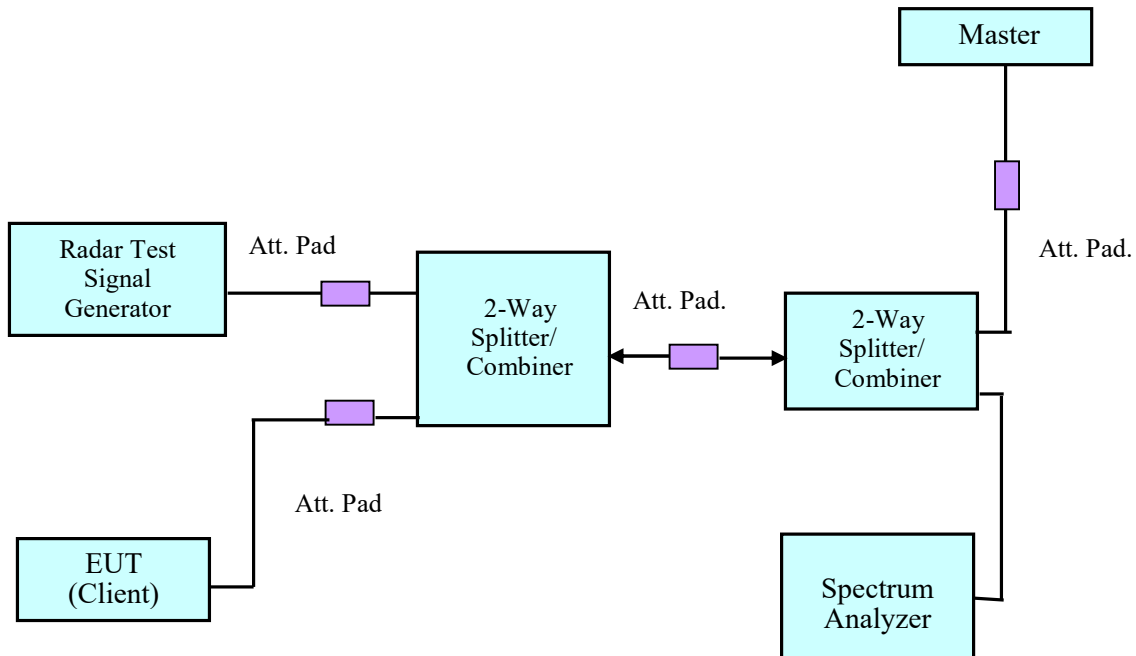 Master
Att. Pad.
Radar Test
Signal
Generator
Att. Pad
2-Way
Splitter/
Combiner
Att. Pad.
2-Way
Splitter/
Combiner
Att. Pad
EUT
(Client)
Spectrum
Analyzer